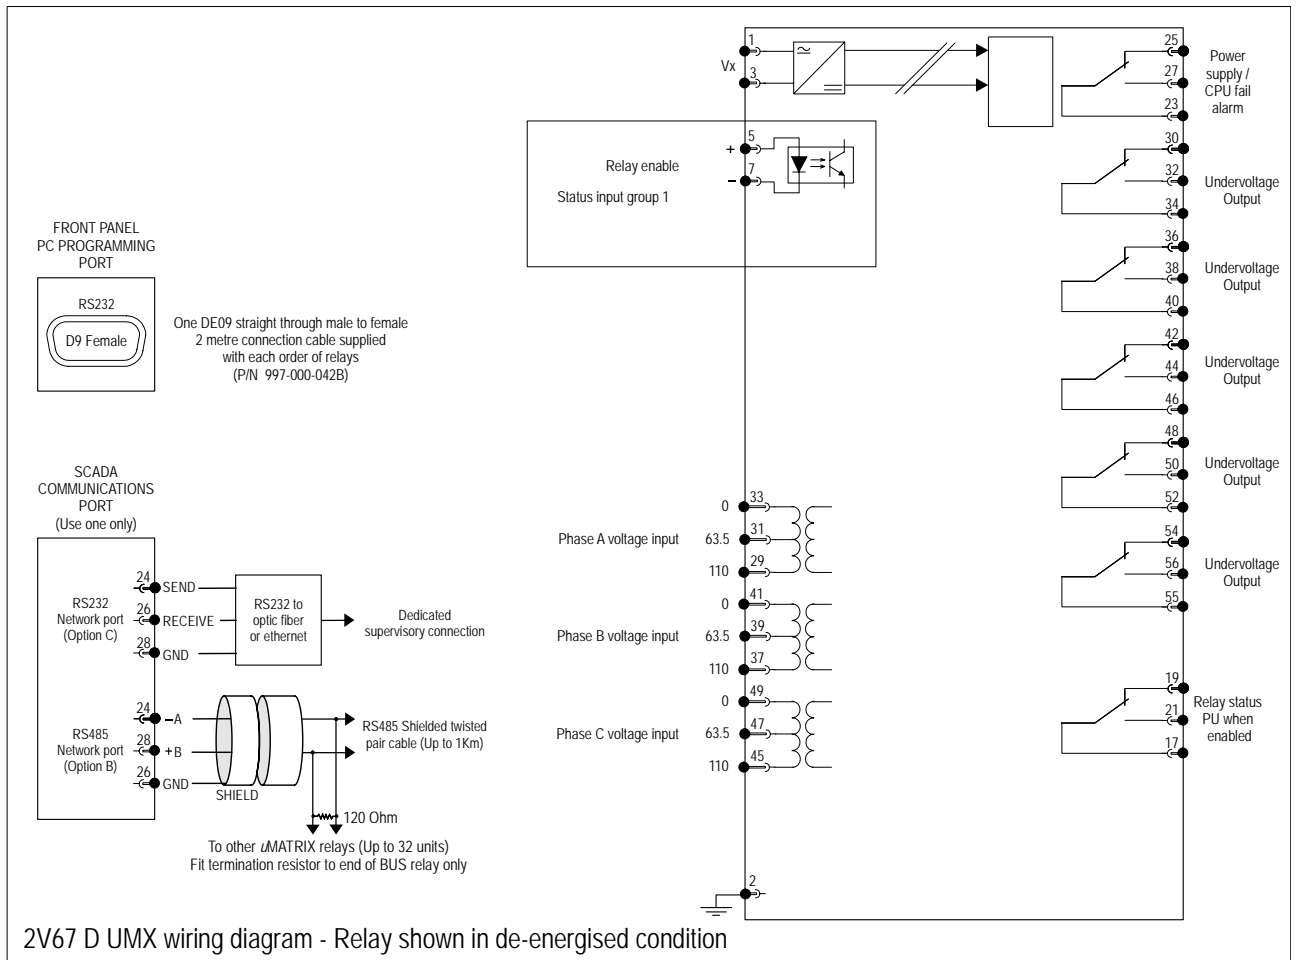 1
Vx
3
25
27
23
Power
supply /
CPU fail
alarm
5
+
Relay enable
7
–
Status input group 1
30
32
34
Undervoltage
Output
36
38
40
Undervoltage
Output
42
44
46
Undervoltage
Output
48
50
52
Undervoltage
Output
54
56
55
Undervoltage
Output
19
21
17
Relay status
PU when
enabled
FRONT PANEL
PC PROGRAMMING
PORT
RS232
D9 Female
One DE09 straight through male to female
2 metre connection cable supplied
with each order of relays
(P/N 997-000-042B)
SCADA
COMMUNICATIONS
PORT
(Use one only)
RS232
Network port
(Option C)
24
SEND
26
RECEIVE
28
GND
RS232 to
optic fiber
or ethernet
Dedicated
supervisory connection
RS485
Network port
(Option B)
24
–A
28
+B
26
GND
SHIELD
RS485 Shielded twisted
pair cable (Up to 1Km)
120 Ohm
To other uMATRIX relays (Up to 32 units)
Fit termination resistor to end of BUS relay only
Phase A voltage input
0
33
63.5
31
110
29
Phase B voltage input
0
41
63.5
39
110
37
Phase C voltage input
0
49
63.5
47
110
45
2
2V67 D UMX wiring diagram - Relay shown in de-energised condition